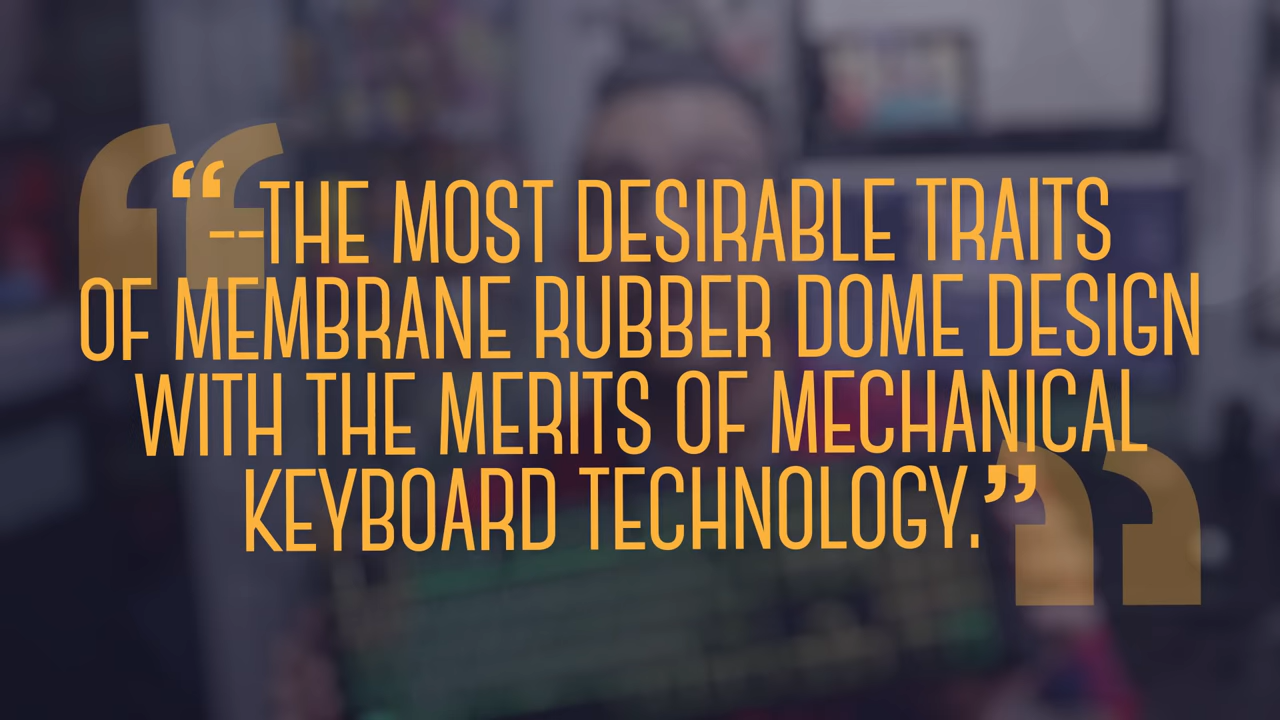 “--THE MOST DESIRABLE TRAITS
OF MEMBRANE RUBBER DOME DESIGN
WITH THE MERITS OF MECHANICAL
KEYBOARD TECHNOLOGY.”